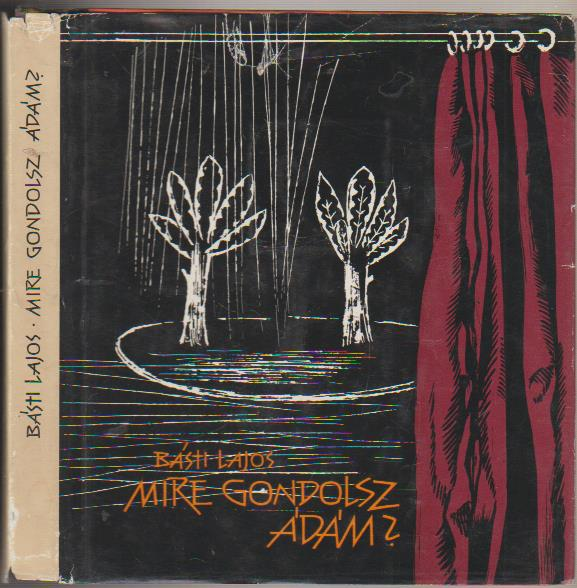 BÁSTI LAJOS · MIRE GONDOLSZ ÁDÁM?
BÁSTI LAJOS
MIRE GONDOLSZ
ÁDÁM?